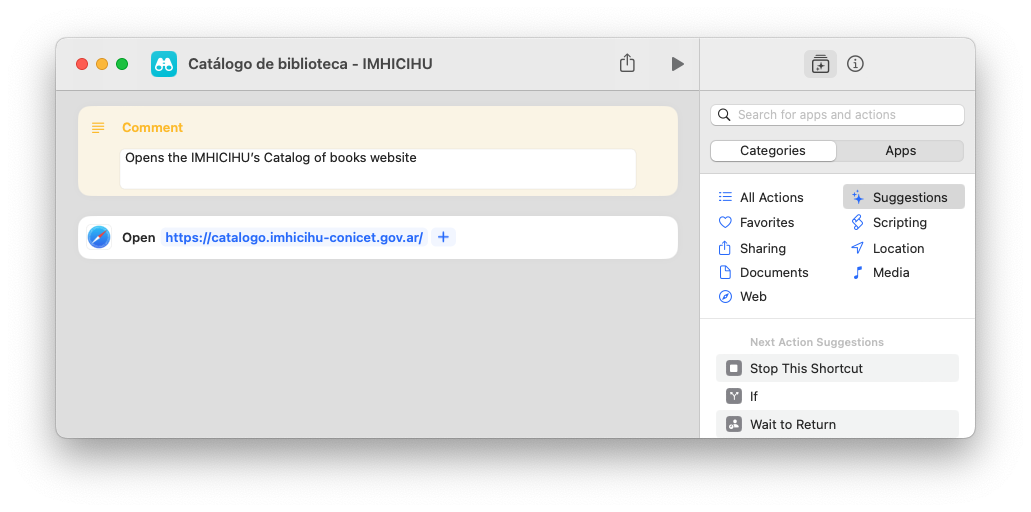 Catálogo de biblioteca - IMHICIHU
Comment
Opens the IMHICIHU's Catalog of books website
Open https://catalogo.imhicihu-conicet.gov.ar/ +
Search for apps and actions
Categories Apps
All Actions Suggestions
Favorites Scripting
Sharing Location
Documents Media
Web
Next Action Suggestions
Stop This Shortcut
If
Wait to Return